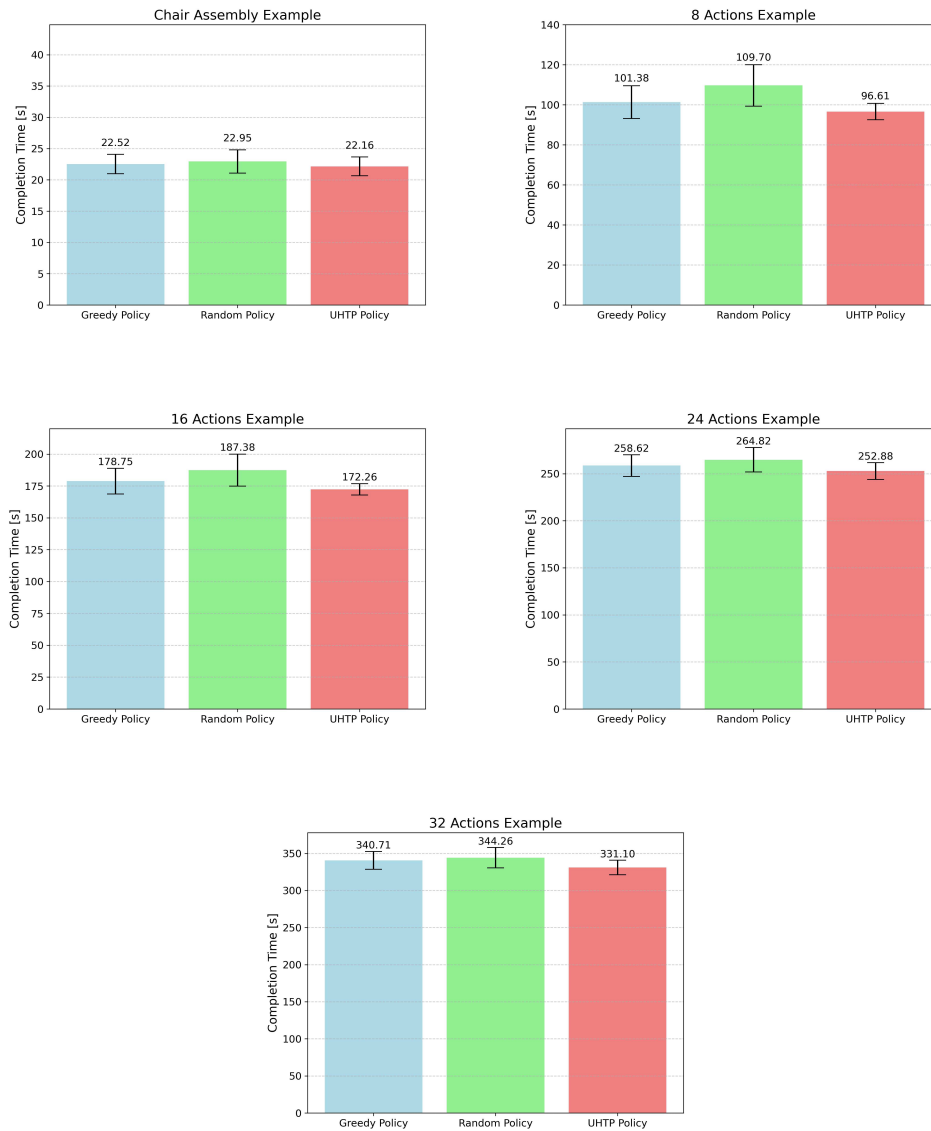 Chair Assembly Example
Completion Time [s]
40
35
30
25
20
15
10
5
0
22.52
22.95
22.16
Greedy Policy
Random Policy
UHTP Policy
8 Actions Example
Completion Time [s]
140
120
100
80
60
40
20
0
101.38
109.70
96.61
Greedy Policy
Random Policy
UHTP Policy
16 Actions Example
Completion Time [s]
200
175
150
125
100
75
50
25
0
178.75
187.38
172.26
Greedy Policy
Random Policy
UHTP Policy
24 Actions Example
Completion Time [s]
250
200
150
100
50
0
258.62
264.82
252.88
Greedy Policy
Random Policy
UHTP Policy
32 Actions Example
Completion Time [s]
350
300
250
200
150
100
50
0
340.71
344.26
331.10
Greedy Policy
Random Policy
UHTP Policy